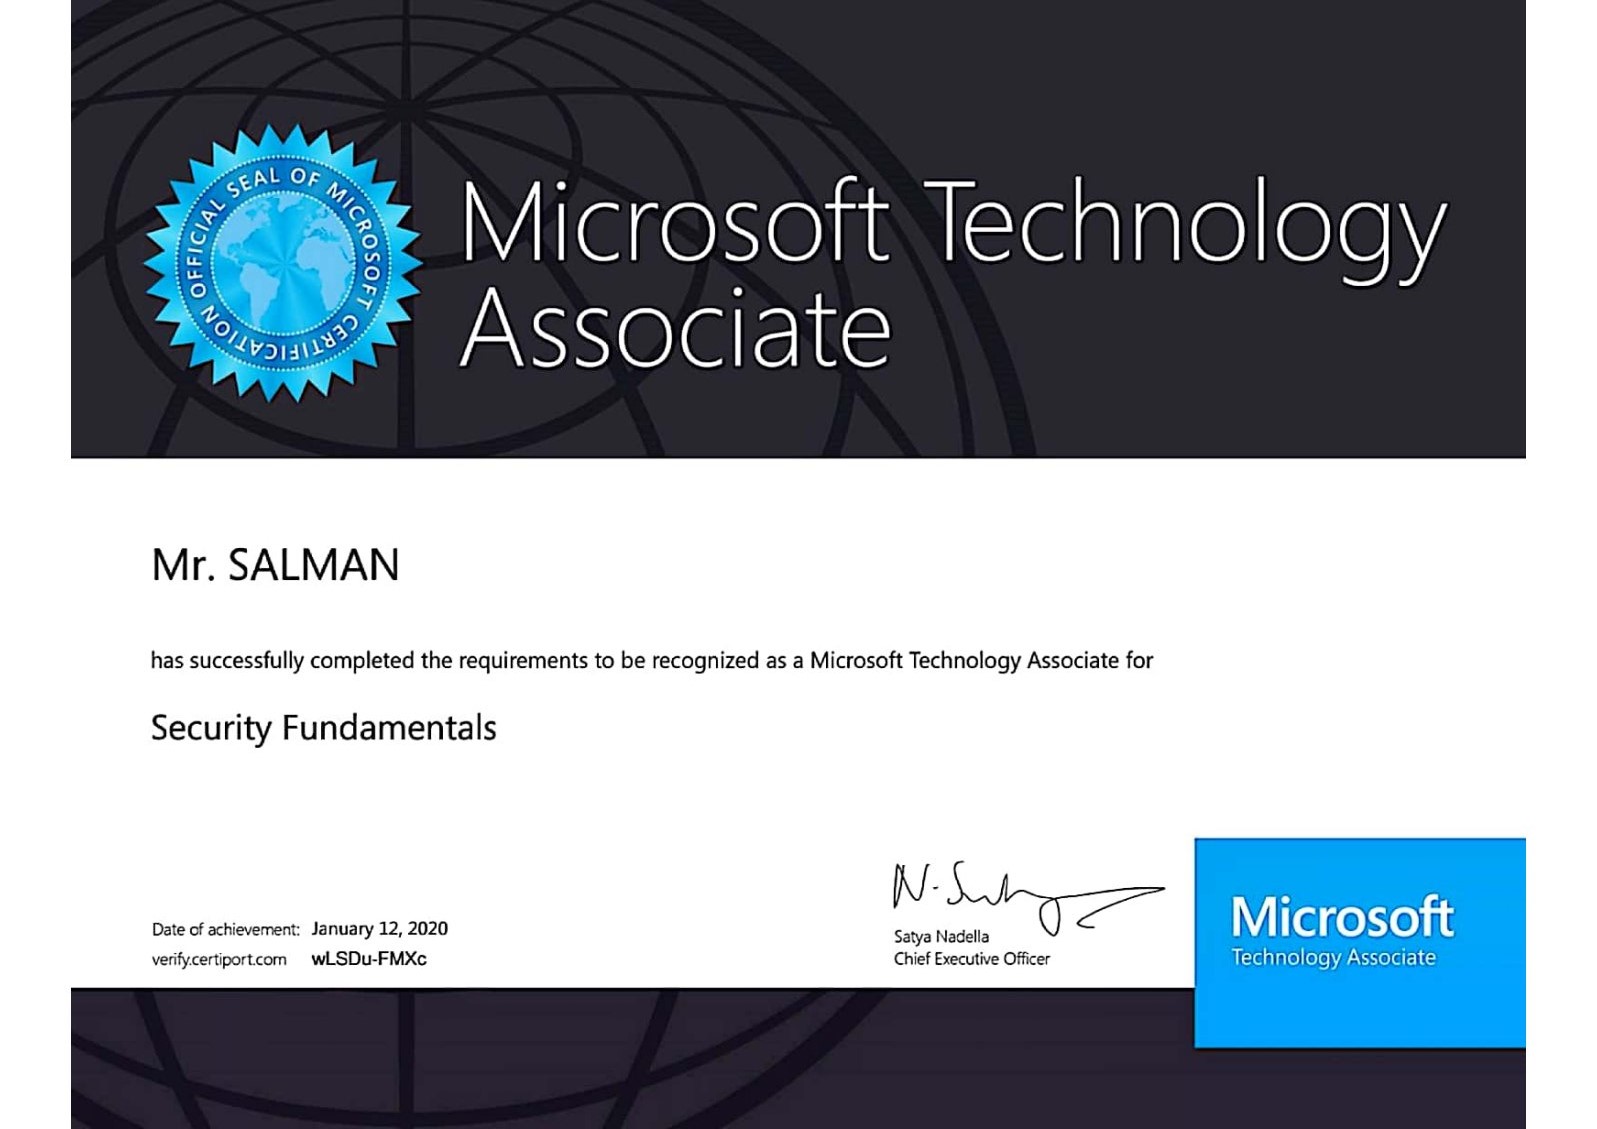 OFFICIAL SEAL OF MICROSOFT CERTIFICATION
Microsoft Technology
Associate
Mr. SALMAN
has successfully completed the requirements to be recognized as a Microsoft Technology Associate for
Security Fundamentals
N. Satya
Date of achievement: January 12, 2020
verify.certiport.com wLSDu-FMXc
Satya Nadella
Chief Executive Officer
Microsoft
Technology Associate